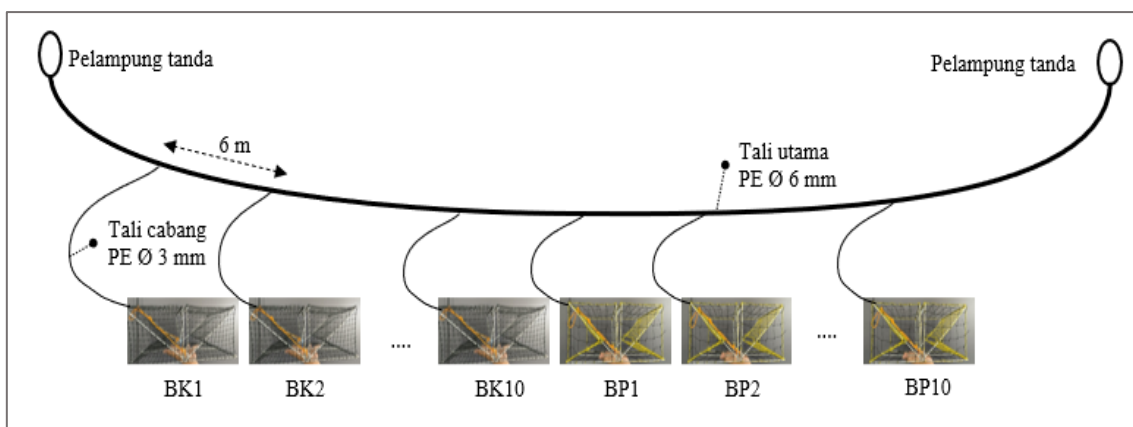 Pelampung tanda
Pelampung tanda
6 m
Tali utama
PE Ø 6 mm
Tali cabang
PE Ø 3 mm
....
....
BK1
BK2
BK10
BP1
BP2
BP10